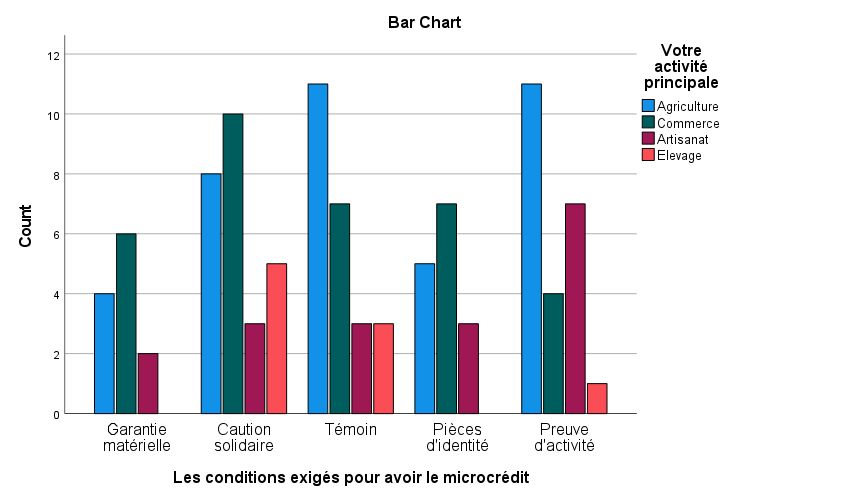 Bar Chart
Votre
activité
principale
Agriculture
Commerce
Artisanat
Elevage
Count
12
10
8
6
4
2
0
Garantie
matérielle
Caution
solidaire
Témoin
Pièces
d'identité
Preuve
d'activité
Les conditions exigés pour avoir le microcrédit